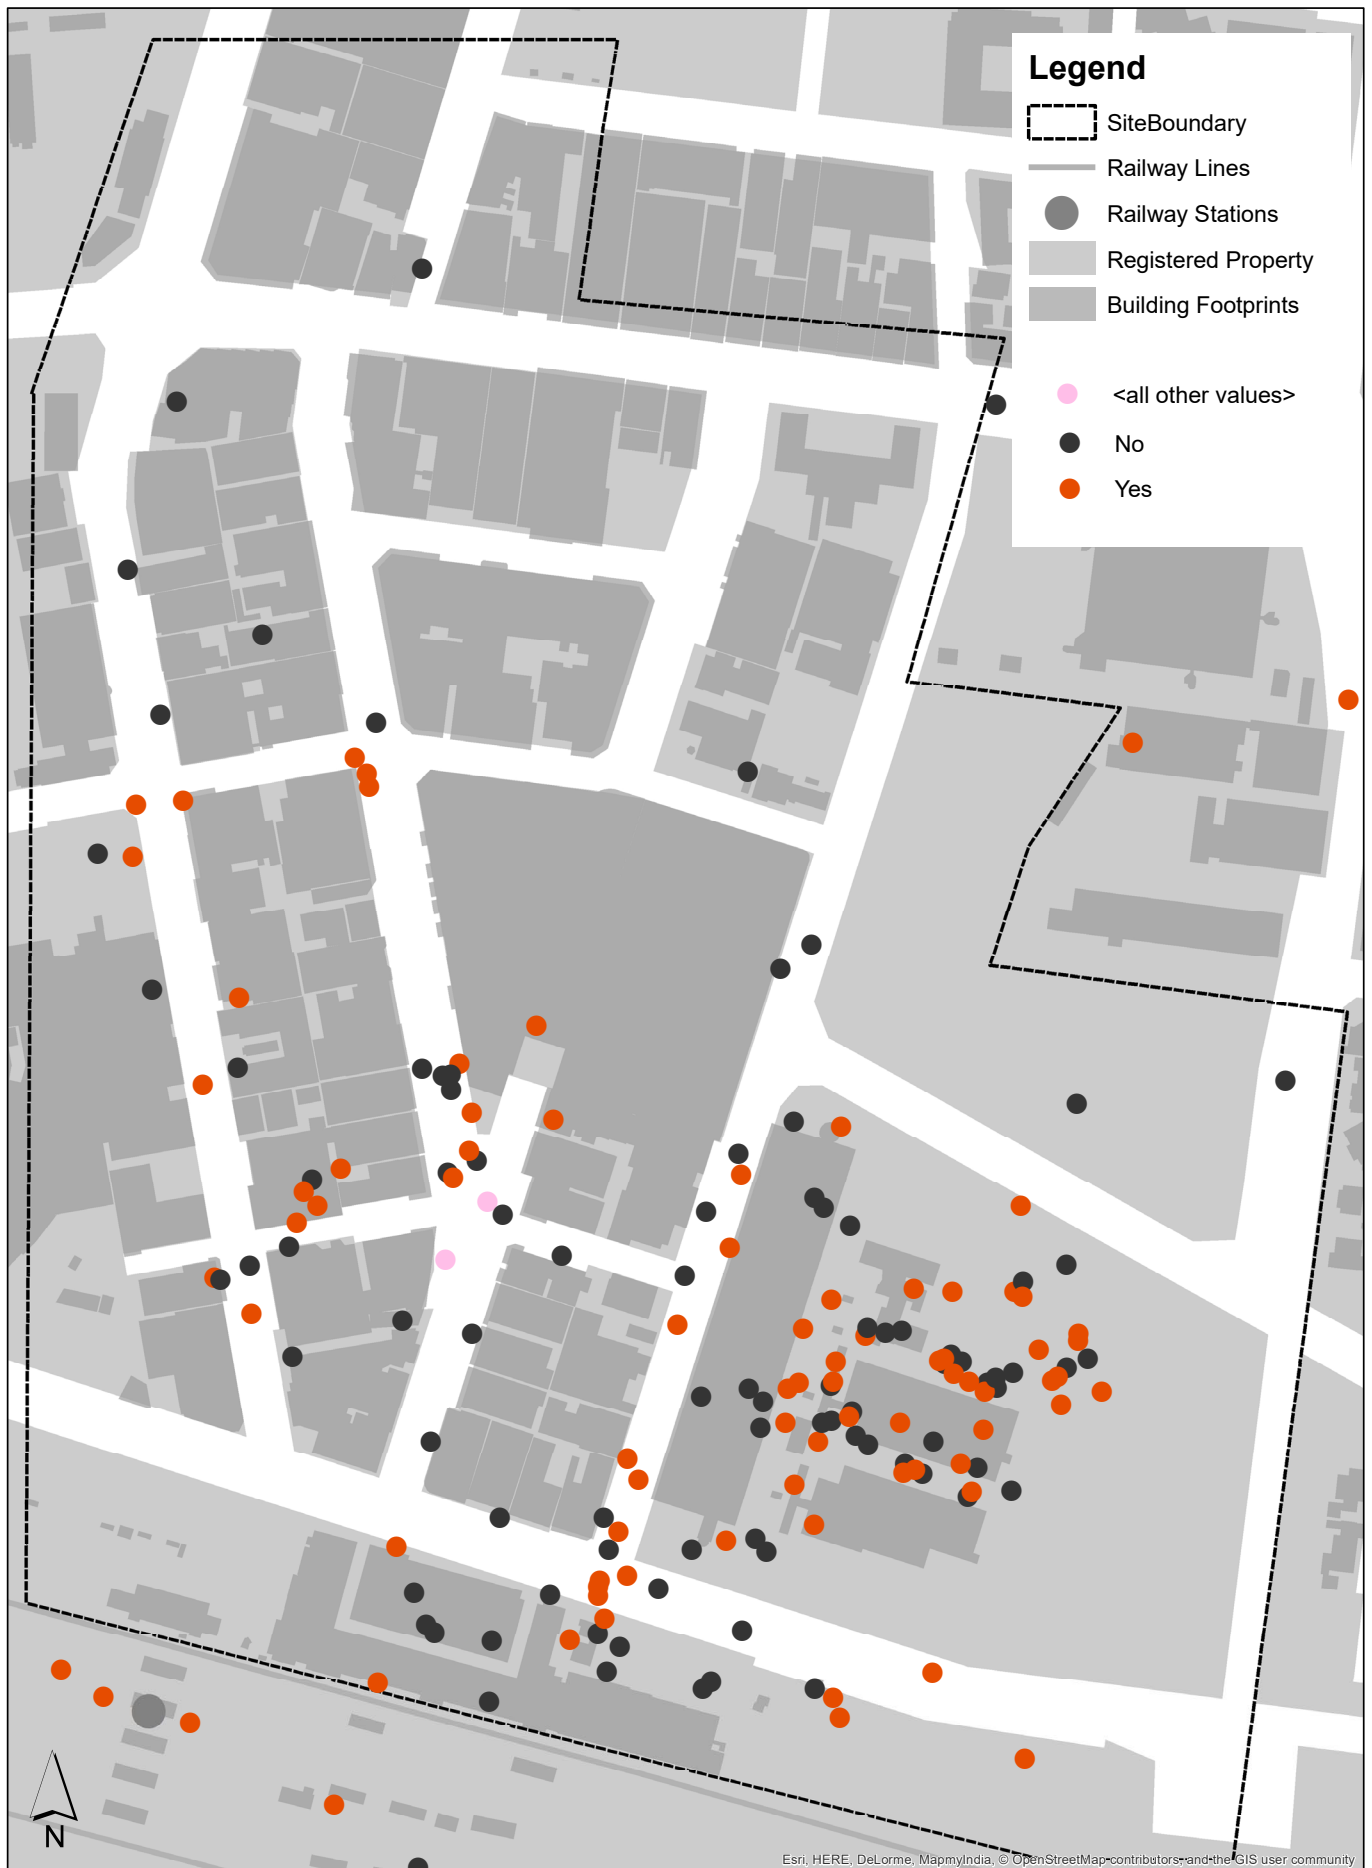 Legend
SiteBoundary
Railway Lines
Railway Stations
Registered Property
Building Footprints
<all other values>
No
Yes
N
Esri, HERE, DeLorme, MapmyIndia, © OpenStreetMap contributors, and the GIS user community